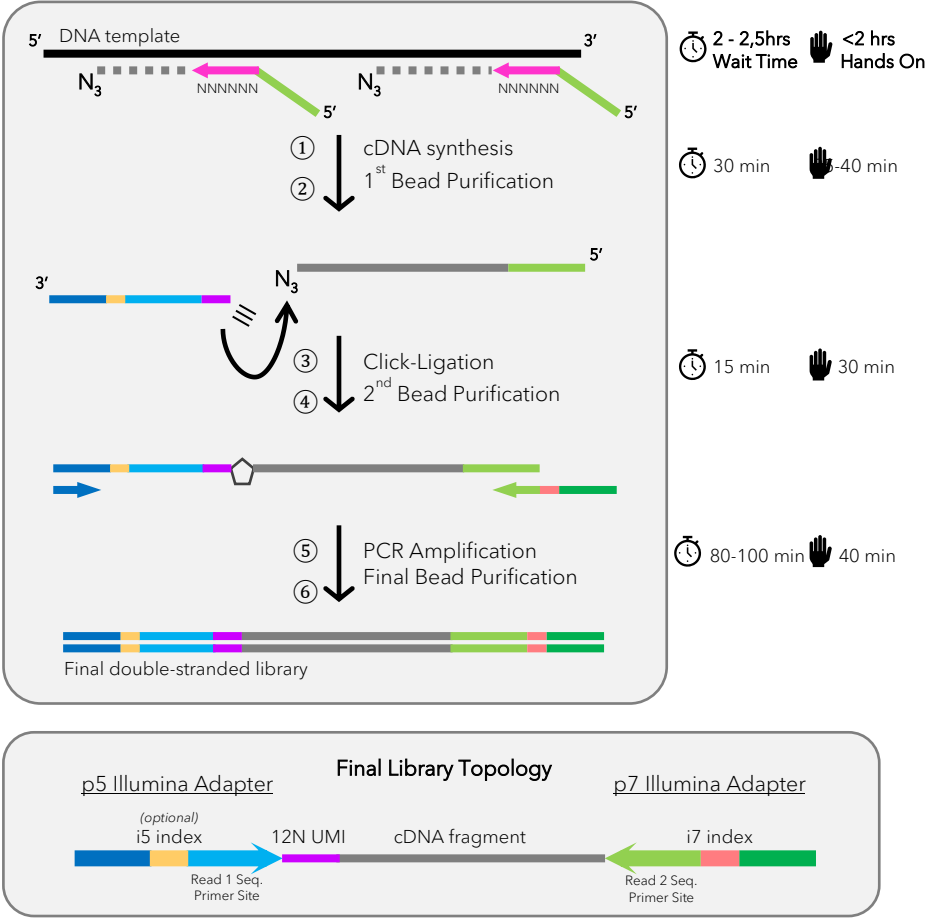 5’ DNA template 3’
N3 NNNNNN 5’ N3 NNNNNN 5’
2 - 2,5hrs Wait Time
<2 hrs Hands On
① cDNA synthesis
② 1st Bead Purification
30 min
-40 min
3’ N3 5’
③ Click-Ligation
④ 2nd Bead Purification
15 min
30 min
⑤ PCR Amplification
⑥ Final Bead Purification
80-100 min
40 min
Final double-stranded library
Final Library Topology
p5 Illumina Adapter
p7 Illumina Adapter
(optional)
i5 index 12N UMI cDNA fragment i7 index
Read 1 Seq.
Primer Site
Read 2 Seq.
Primer Site